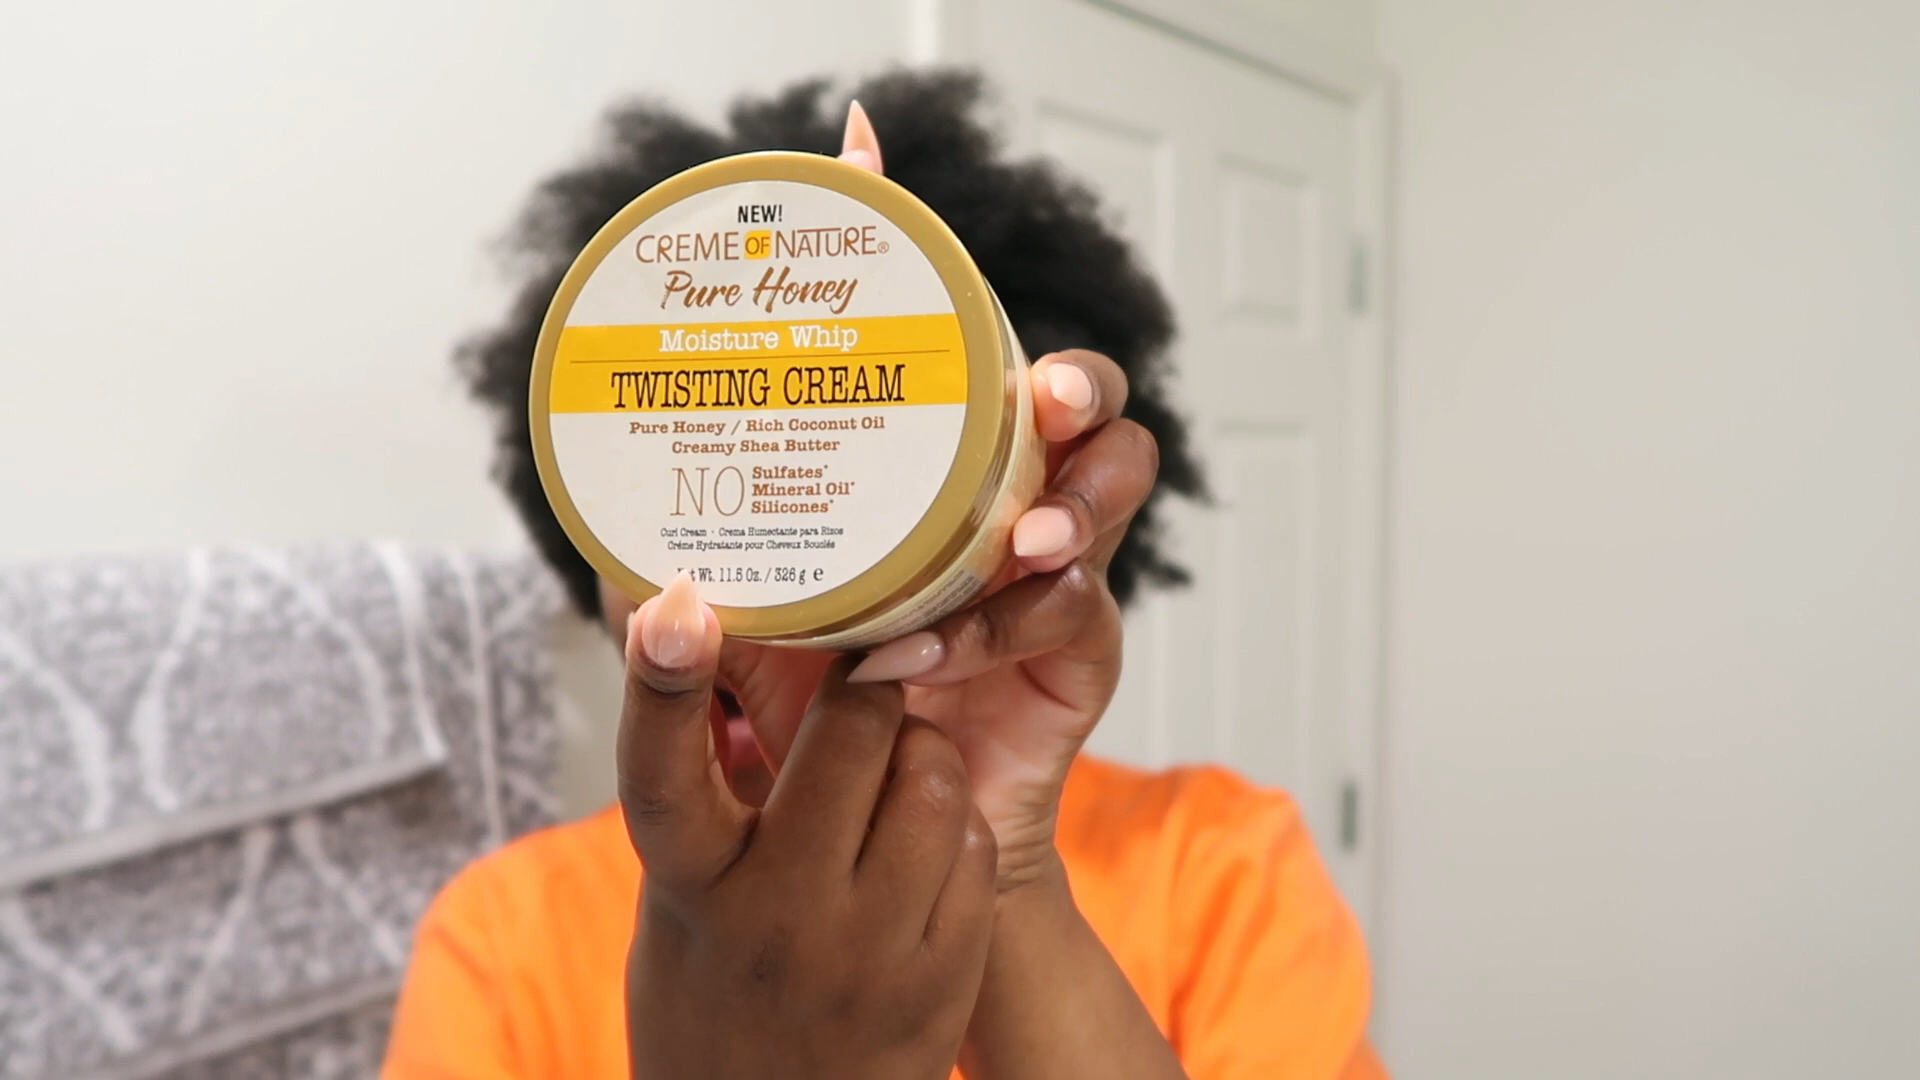 NEW!
CREME OF NATURE®
Pure Honey
Moisture Whip
TWISTING CREAM
Pure Honey / Rich Coconut Oil
Creamy Shea Butter
NO Sulfates*
Mineral Oil*
Silicones*
Curl Cream · Crema Humectante para Rizos
Crème Hydratante pour Cheveux Bouclés
Wt. 11.5 Oz. / 326 g ℮